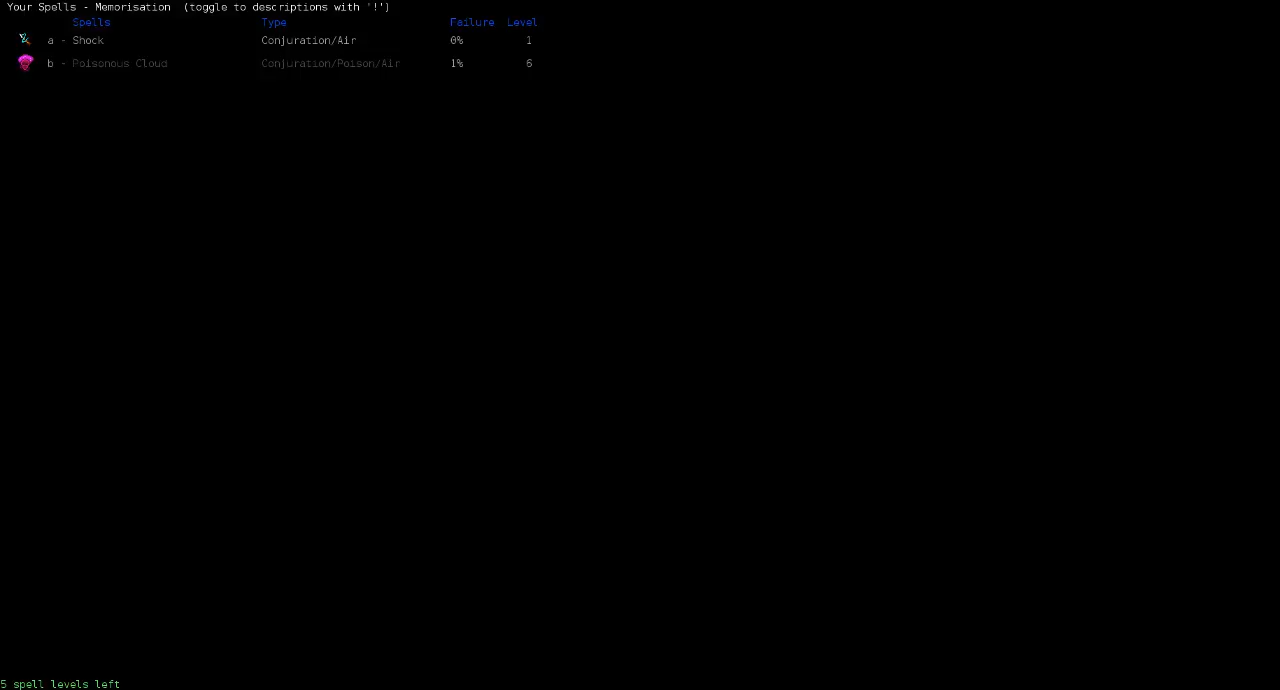 Your Spells - Memorisation (toggle to descriptions with '!')
Spells Type Failure Level
a - Shock Conjuration/Air 0% 1
b - Poisonous Cloud Conjuration/Poison/Air 1% 6
5 spell levels left